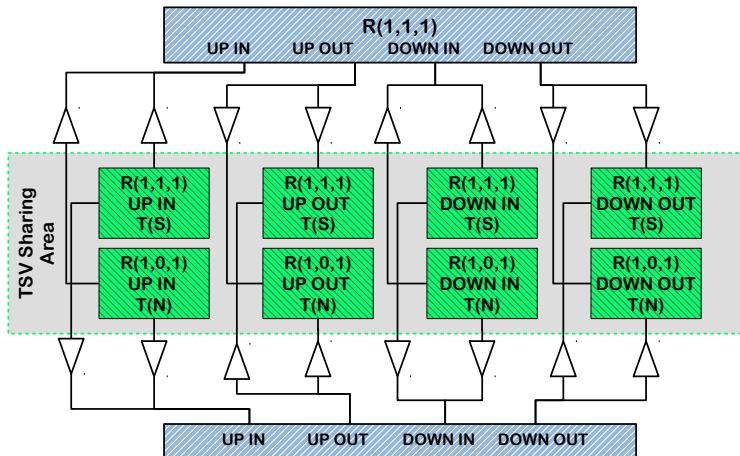 R(1,1,1)
UP IN UP OUT DOWN IN DOWN OUT
TSV Sharing
Area
R(1,1,1)
UP IN
T(S)
R(1,1,1)
UP OUT
T(S)
R(1,1,1)
DOWN IN
T(S)
R(1,1,1)
DOWN OUT
T(S)
R(1,0,1)
UP IN
T(N)
R(1,0,1)
UP OUT
T(N)
R(1,0,1)
DOWN IN
T(N)
R(1,0,1)
DOWN OUT
T(N)
UP IN UP OUT DOWN IN DOWN OUT